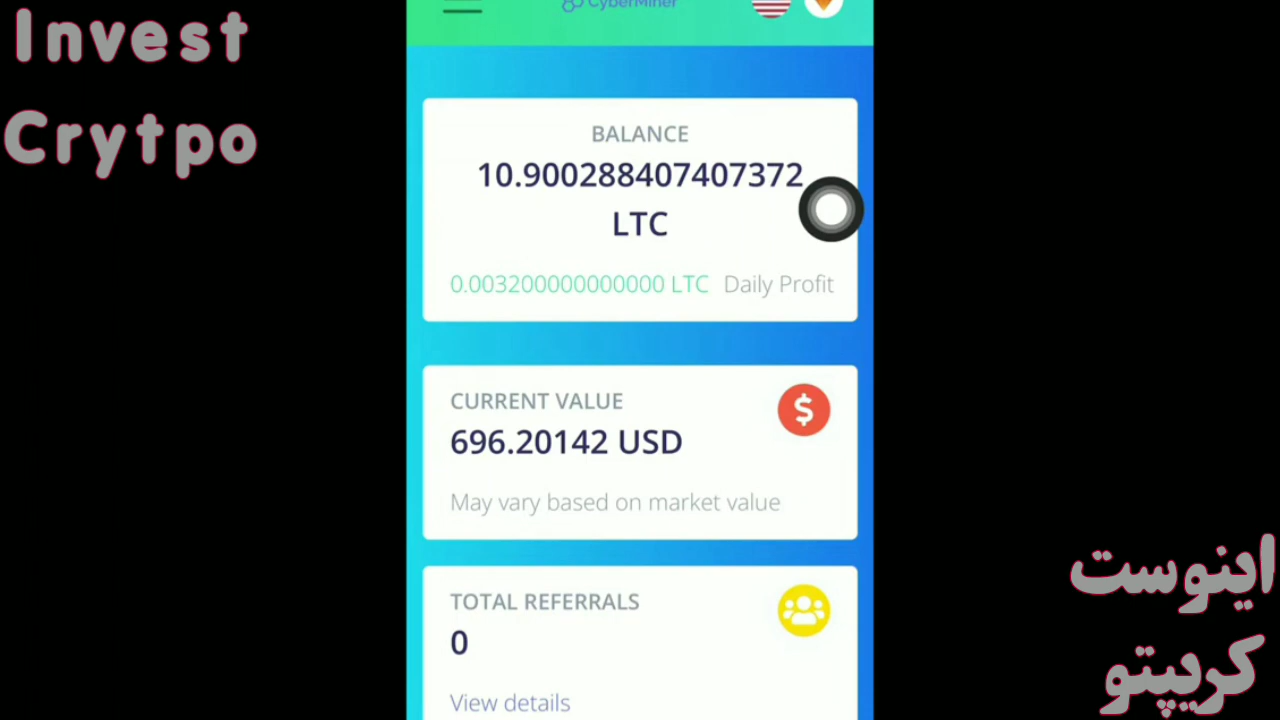 Invest
Crytpo
CyberMiner
BALANCE
10.900288407407372
LTC
0.003200000000000 LTC Daily Profit
CURRENT VALUE
$
696.20142 USD
May vary based on market value
TOTAL REFERRALS
0
View details
اینوست
کریپتو